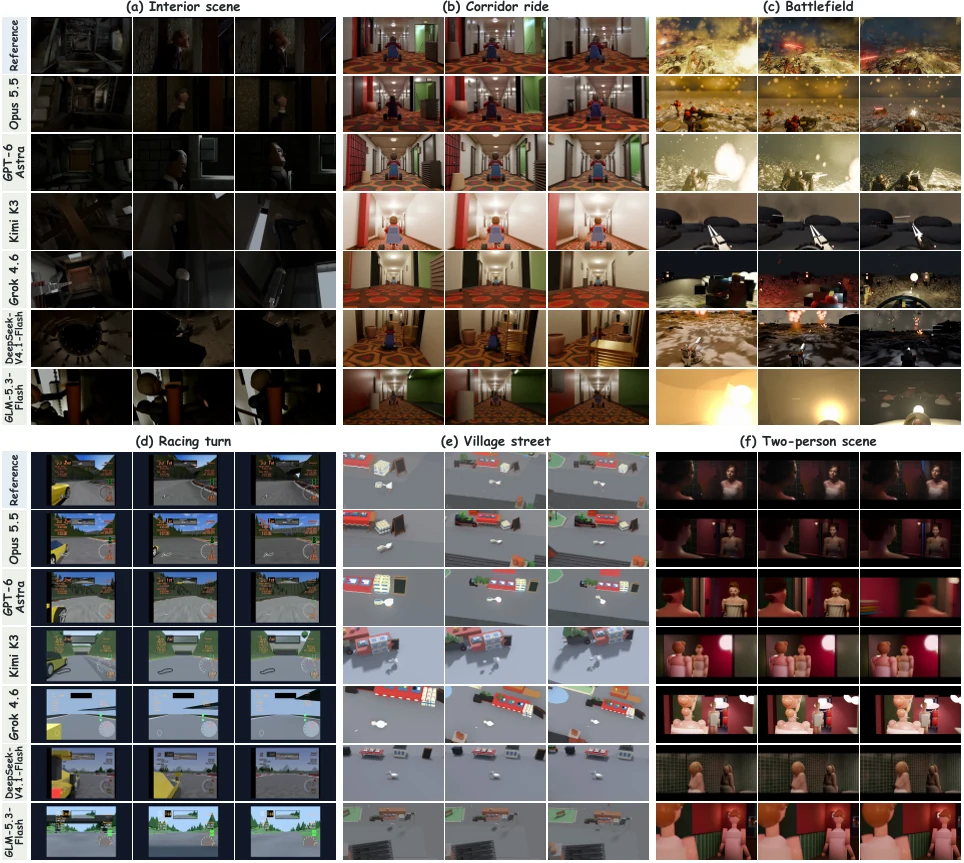 (a) Interior scene
(b) Corridor ride
(c) Battlefield
Reference
Opus 5.5
GPT-6
Astra
Kimi K3
Grok 4.6
DeepSeek-
V4.1-Flash
GLM-5.3-
Flash
(d) Racing turn
(e) Village street
(f) Two-person scene
Reference
Opus 5.5
GPT-6
Astra
Kimi K3
Grok 4.6
DeepSeek-
V4.1-Flash
GLM-5.3-
Flash